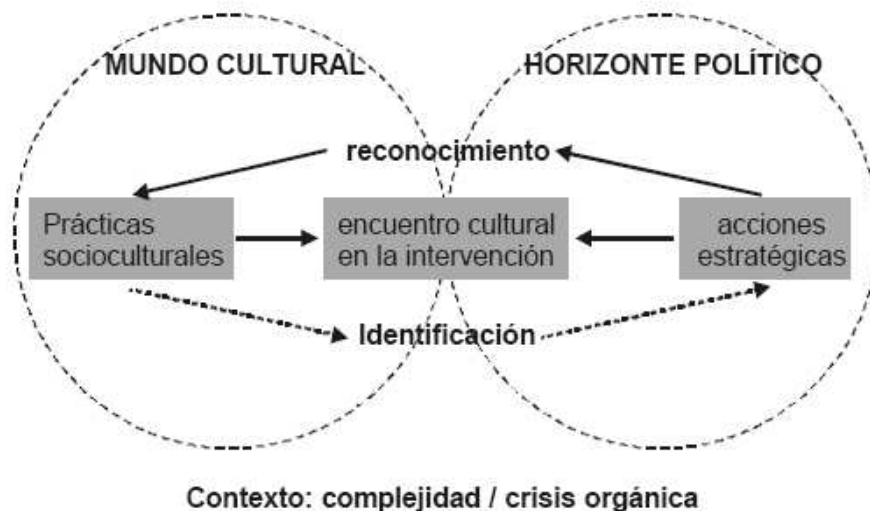 MUNDO CULTURAL
HORIZONTE POLÍTICO
reconocimiento
Prácticas
socioculturales
encuentro cultural
en la intervención
acciones
estratégicas
Identificación
Contexto: complejidad / crisis orgánica